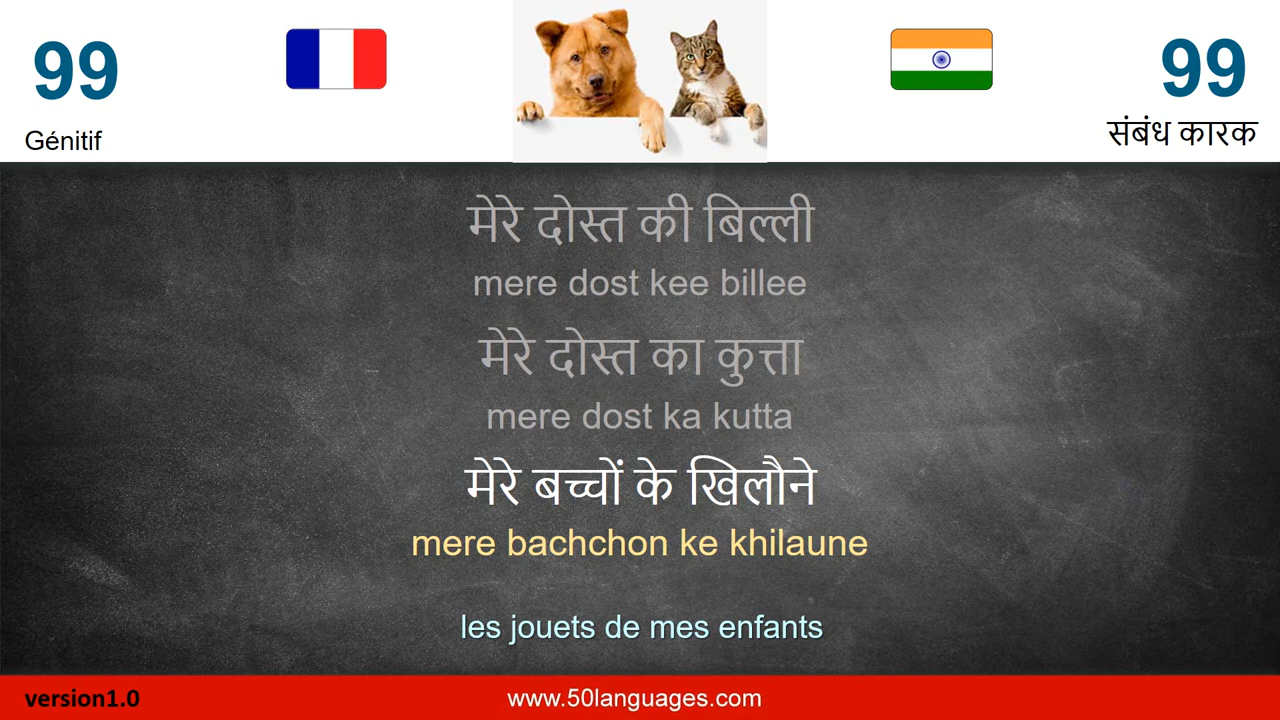 99
99
Génitif
संबंध कारक
मेरे दोस्त की बिल्ली
mere dost kee billee
मेरे दोस्त का कुत्ता
mere dost ka kutta
मेरे बच्चों के खिलौने
mere bachchon ke khilaune
les jouets de mes enfants
version1.0
www.50languages.com